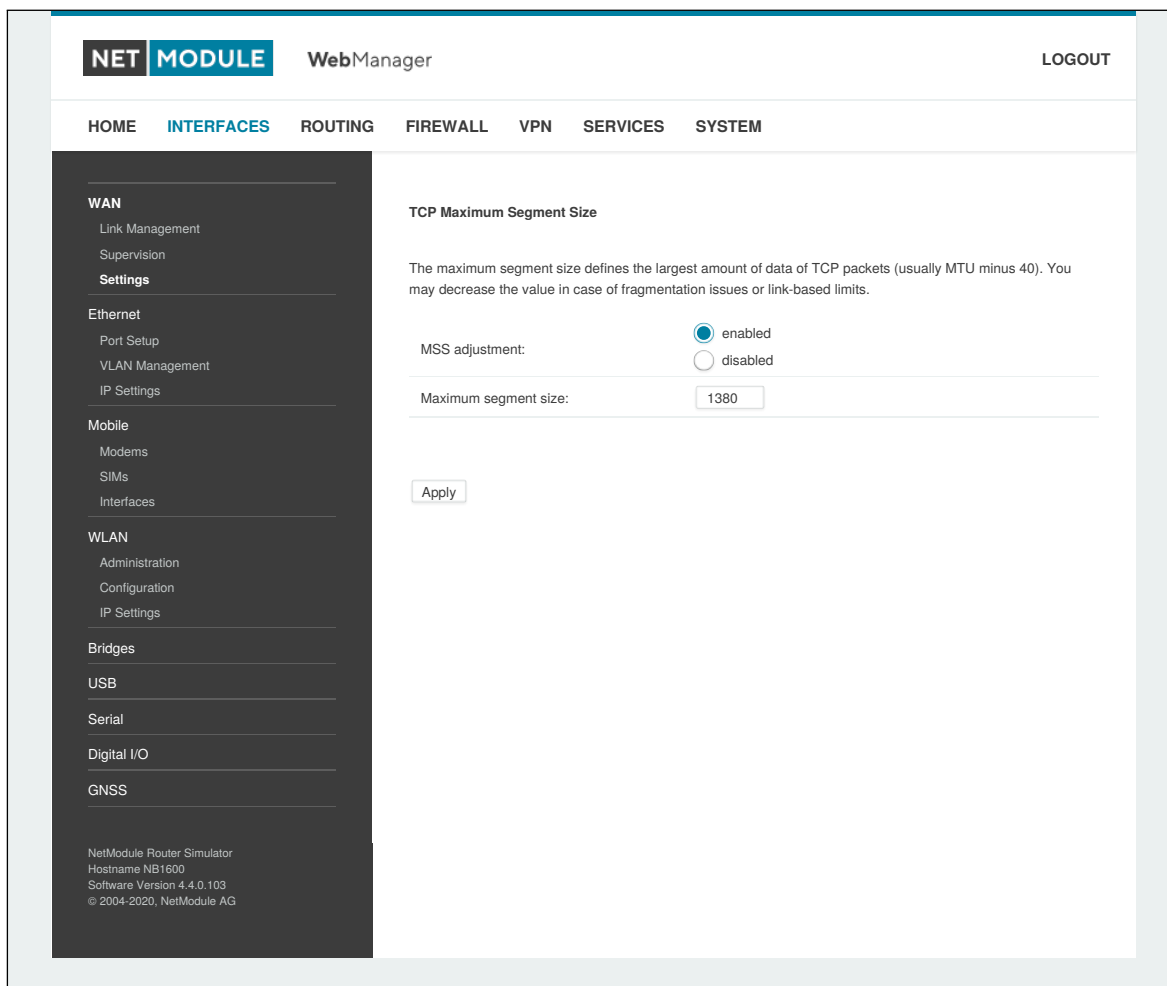 NET MODULE WebManager
LOGOUT
HOME INTERFACES ROUTING FIREWALL VPN SERVICES SYSTEM
WAN
Link Management
Supervision
Settings
Ethernet
Port Setup
VLAN Management
IP Settings
Mobile
Modems
SIMs
Interfaces
WLAN
Administration
Configuration
IP Settings
Bridges
USB
Serial
Digital I/O
GNSS
NetModule Router Simulator
Hostname NB1600
Software Version 4.4.0.103
© 2004-2020, NetModule AG
TCP Maximum Segment Size
The maximum segment size defines the largest amount of data of TCP packets (usually MTU minus 40). You
may decrease the value in case of fragmentation issues or link-based limits.
MSS adjustment:
enabled
disabled
Maximum segment size: 1380
Apply